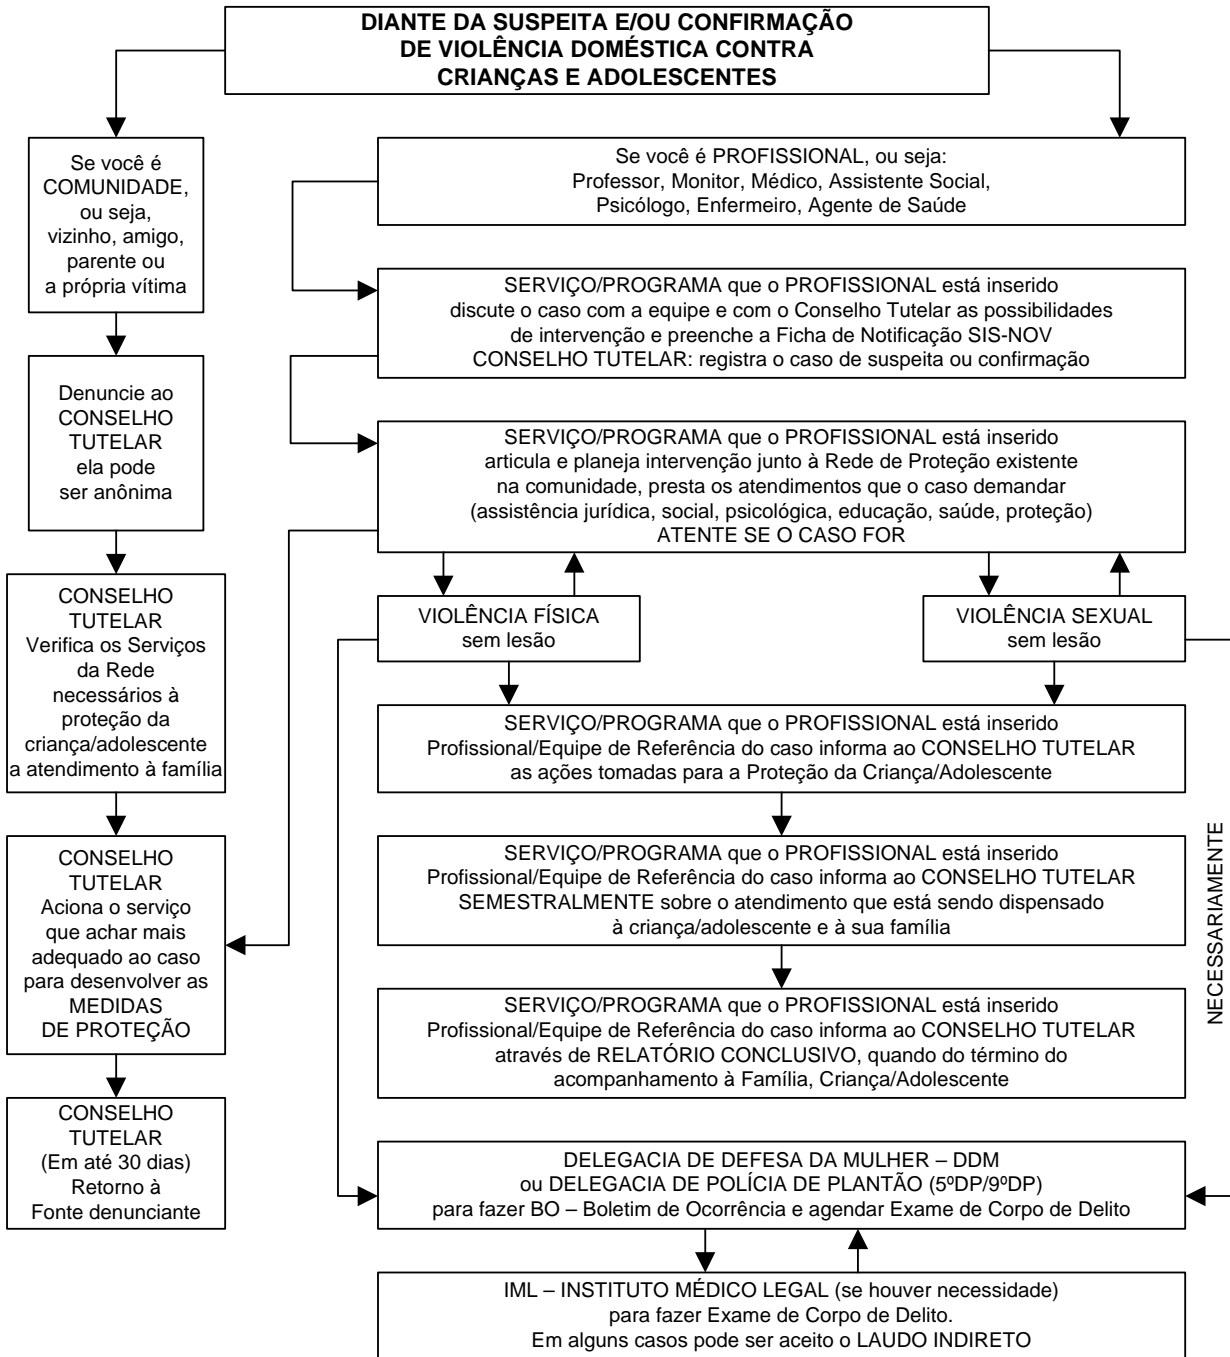 DIANTE DA SUSPEITA E/OU CONFIRMAÇÃO
DE VIOLÊNCIA DOMÉSTICA CONTRA
CRIANÇAS E ADOLESCENTES
Se você é
COMUNIDADE,
ou seja,
vizinho, amigo,
parente ou
a própria vítima
Denuncie ao
CONSELHO
TUTELAR
ela pode
ser anônima
CONSELHO
TUTELAR
Verifica os Serviços
da Rede
necessários à
proteção da
criança/adolescente
a atendimento à família
CONSELHO
TUTELAR
Aciona o serviço
que achar mais
adequado ao caso
para desenvolver as
MEDIDAS
DE PROTEÇÃO
CONSELHO
TUTELAR
(Em até 30 dias)
Retorno à
Fonte denunciante
Se você é PROFISSIONAL, ou seja:
Professor, Monitor, Médico, Assistente Social,
Psicólogo, Enfermeiro, Agente de Saúde
SERVIÇO/PROGRAMA que o PROFISSIONAL está inserido
discute o caso com a equipe e com o Conselho Tutelar as possibilidades
de intervenção e preenche a Ficha de Notificação SIS-NOV
CONSELHO TUTELAR: registra o caso de suspeita ou confirmação
SERVIÇO/PROGRAMA que o PROFISSIONAL está inserido
articula e planeja intervenção junto à Rede de Proteção existente
na comunidade, presta os atendimentos que o caso demandar
(assistência jurídica, social, psicológica, educação, saúde, proteção)
ATENTE SE O CASO FOR
VIOLÊNCIA FÍSICA
sem lesão
VIOLÊNCIA SEXUAL
sem lesão
SERVIÇO/PROGRAMA que o PROFISSIONAL está inserido
Profissional/Equipe de Referência do caso informa ao CONSELHO TUTELAR
as ações tomadas para a Proteção da Criança/Adolescente
SERVIÇO/PROGRAMA que o PROFISSIONAL está inserido
Profissional/Equipe de Referência do caso informa ao CONSELHO TUTELAR
SEMESTRALMENTE sobre o atendimento que está sendo dispensado
à criança/adolescente e à sua família
SERVIÇO/PROGRAMA que o PROFISSIONAL está inserido
Profissional/Equipe de Referência do caso informa ao CONSELHO TUTELAR
através de RELATÓRIO CONCLUSIVO, quando do término do
acompanhamento à Família, Criança/Adolescente
NECESSARIAMENTE
DELEGACIA DE DEFESA DA MULHER – DDM
ou DELEGACIA DE POLÍCIA DE PLANTÃO (5ºDP/9ºDP)
para fazer BO – Boletim de Ocorrência e agendar Exame de Corpo de Delito
IML – INSTITUTO MÉDICO LEGAL (se houver necessidade)
para fazer Exame de Corpo de Delito.
Em alguns casos pode ser aceito o LAUDO INDIRETO